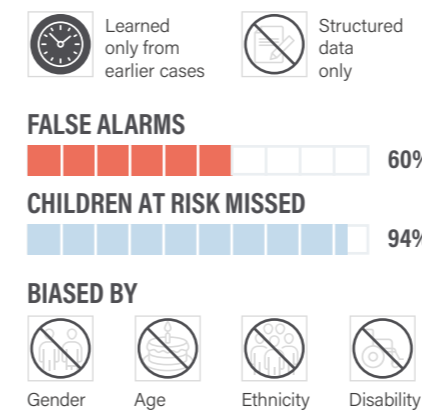 Learned
only from
earlier cases
Structured
data
only
FALSE ALARMS
60%
CHILDREN AT RISK MISSED
94%
BIASED BY
Gender
Age
Ethnicity
Disability